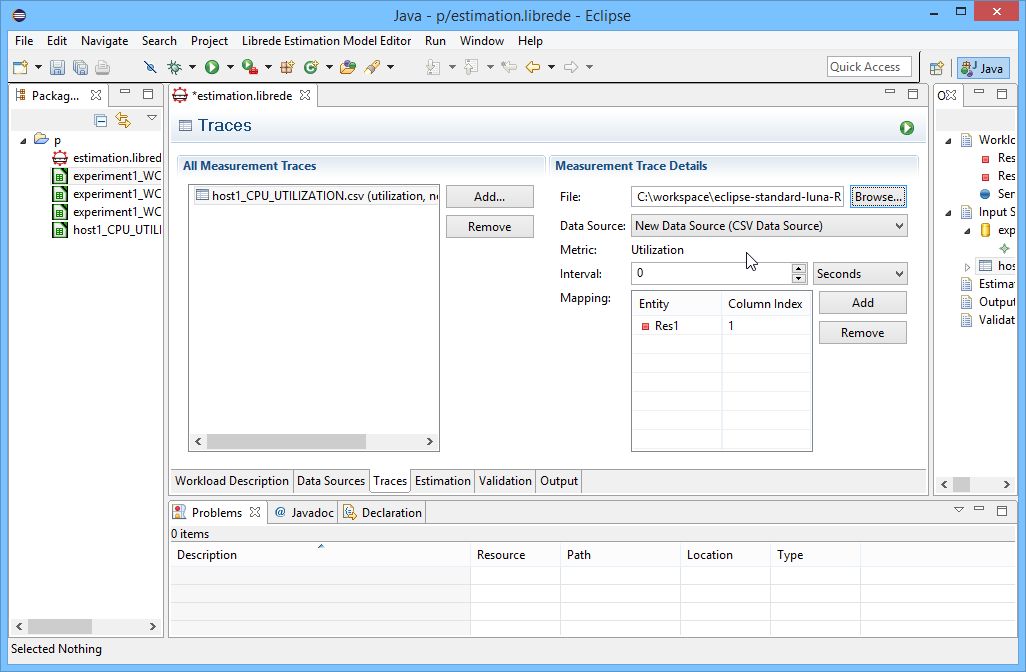 Java - p/estimation.librede - Eclipse
File Edit Navigate Search Project Librede Estimation Model Editor Run Window Help
Quick Access Java
Packag...
*estimation.librede
p
estimation.libred
experiment1_WC
experiment1_WC
experiment1_WC
host1_CPU_UTILI
Traces
All Measurement Traces
host1_CPU_UTILIZATION.csv (utilization, no
Add...
Remove
Measurement Trace Details
File: C:\workspace\eclipse-standard-luna-R Browse...
Data Source: New Data Source (CSV Data Source)
Metric: Utilization
Interval: 0 Seconds
Mapping:
Entity Column Index
Res1 1
Add
Remove
Workload Description Data Sources Traces Estimation Validation Output
O
Worklo
Res
Res
Serv
Input S
exp
hos
Estima
Output
Validat
Problems @ Javadoc Declaration
0 items
Description Resource Path Location Type
Selected Nothing